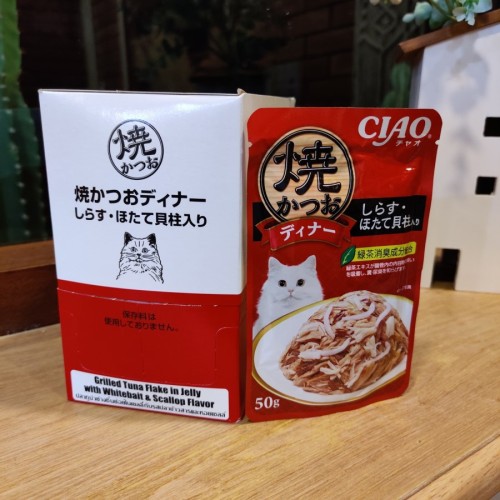 焼
かつお
焼かつおディナー
しらす・ほたて貝柱入り
保存料は
使用しておりません。
Grilled Tuna Flake in Jelly
with Whitebait & Scallop Flavor
CIAO
チャオ
焼
かつお
ディナー
しらす・
ほたて貝柱入り
緑茶消臭成分配合
50g